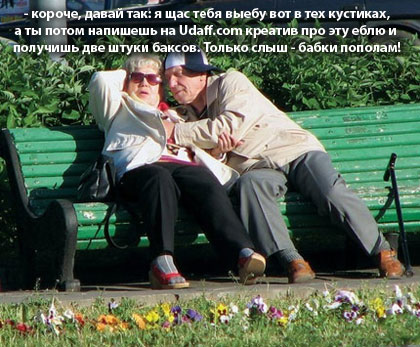 - короче, давай так: я щас тебя выебу вот в тех кустиках,
а ты потом напишешь на Udaff.com креатив про эту еблю и
получишь две штуки баксов. Только слыш - бабки пополам!